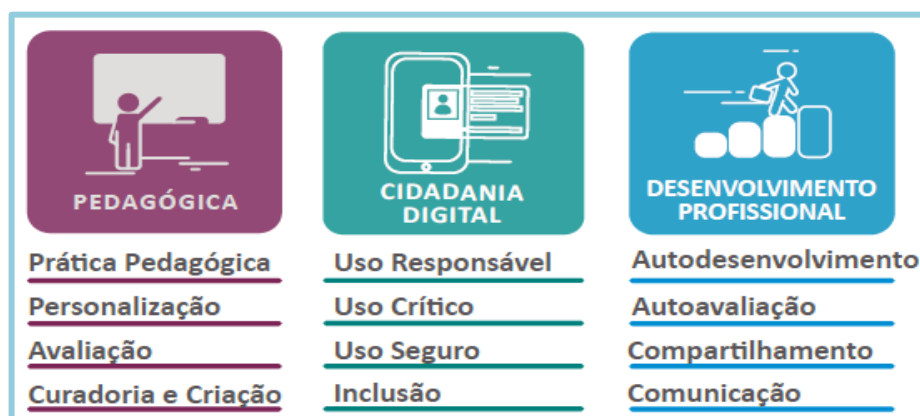 PEDAGÓGICA
Prática Pedagógica
Personalização
Avaliação
Curadoria e Criação
CIDADANIA
DIGITAL
Uso Responsável
Uso Crítico
Uso Seguro
Inclusão
DESENVOLVIMENTO
PROFISSIONAL
Autodesenvolvimento
Autoavaliação
Compartilhamento
Comunicação